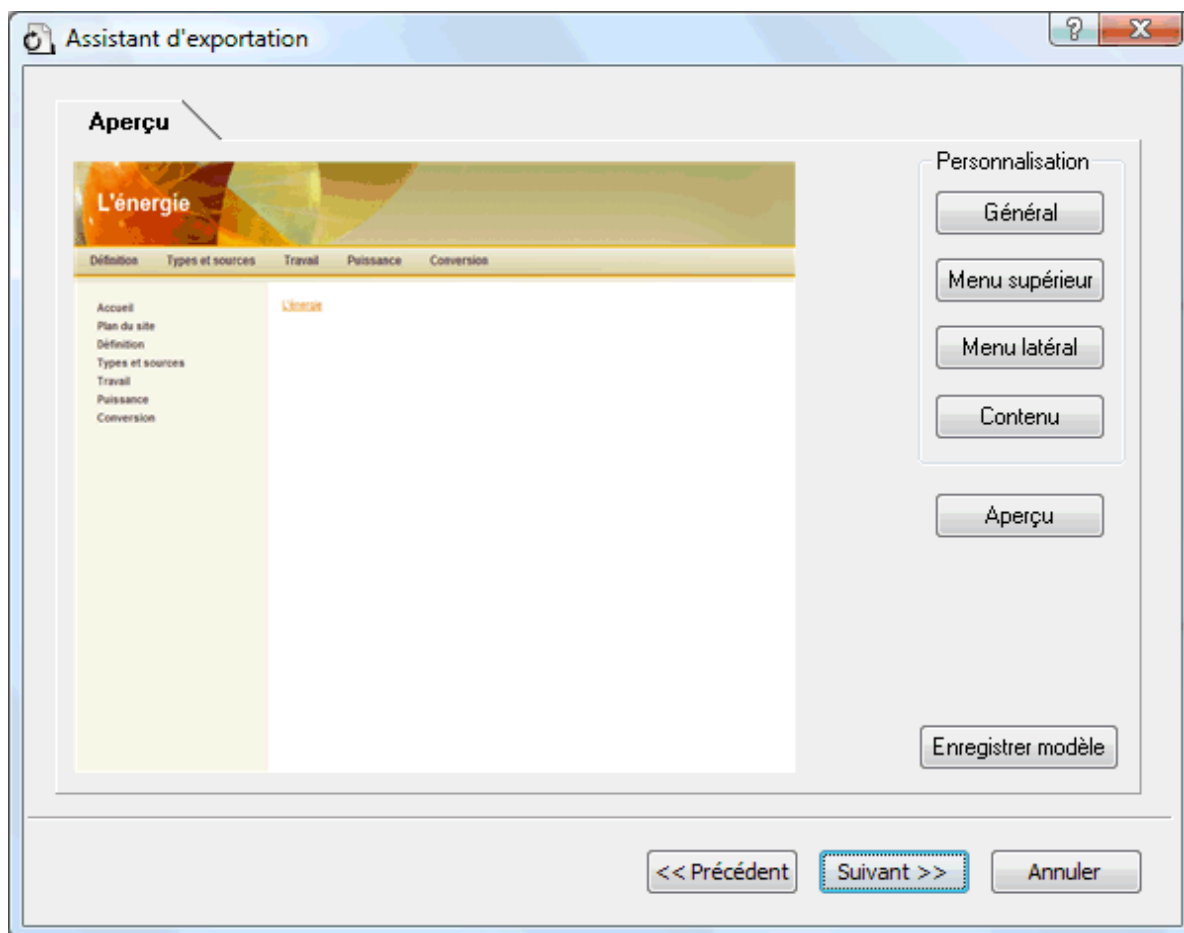 Assistant d'exportation
?
X
Aperçu
L'énergie
Définition Types et sources Travail Puissance Conversion
Accueil
Plan du site
Définition
Types et sources
Travail
Puissance
Conversion
L'énergie
Personnalisation
Général
Menu supérieur
Menu latéral
Contenu
Aperçu
Enregistrer modèle
<< Précédent
Suivant >>
Annuler